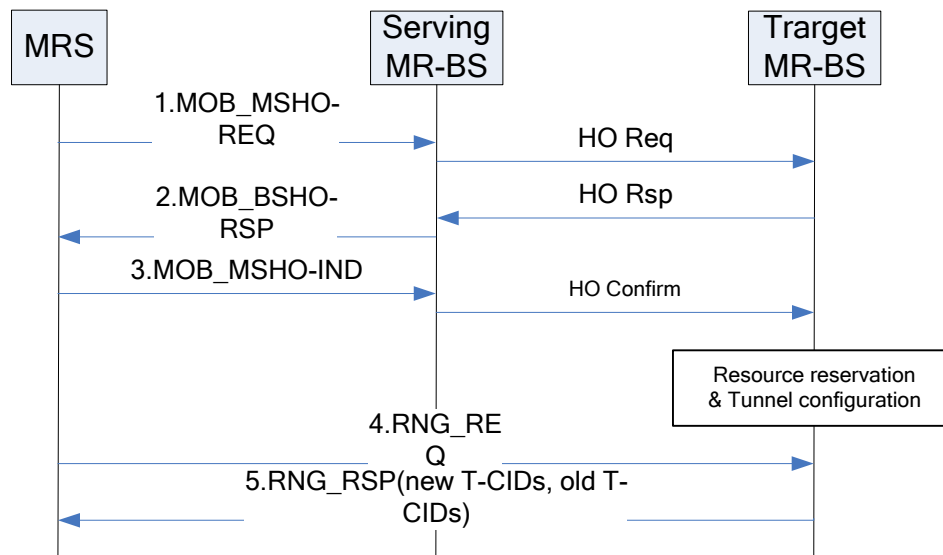 MRS
Serving
MR-BS
Trarget
MR-BS
1.MOB_MSHO-
REQ
HO Req
2.MOB_BSHO-
RSP
HO Rsp
3.MOB_MSHO-IND
HO Confirm
Resource reservation
& Tunnel configuration
4.RNG_RE
Q
5.RNG_RSP(new T-CIDs, old T-
CIDs)